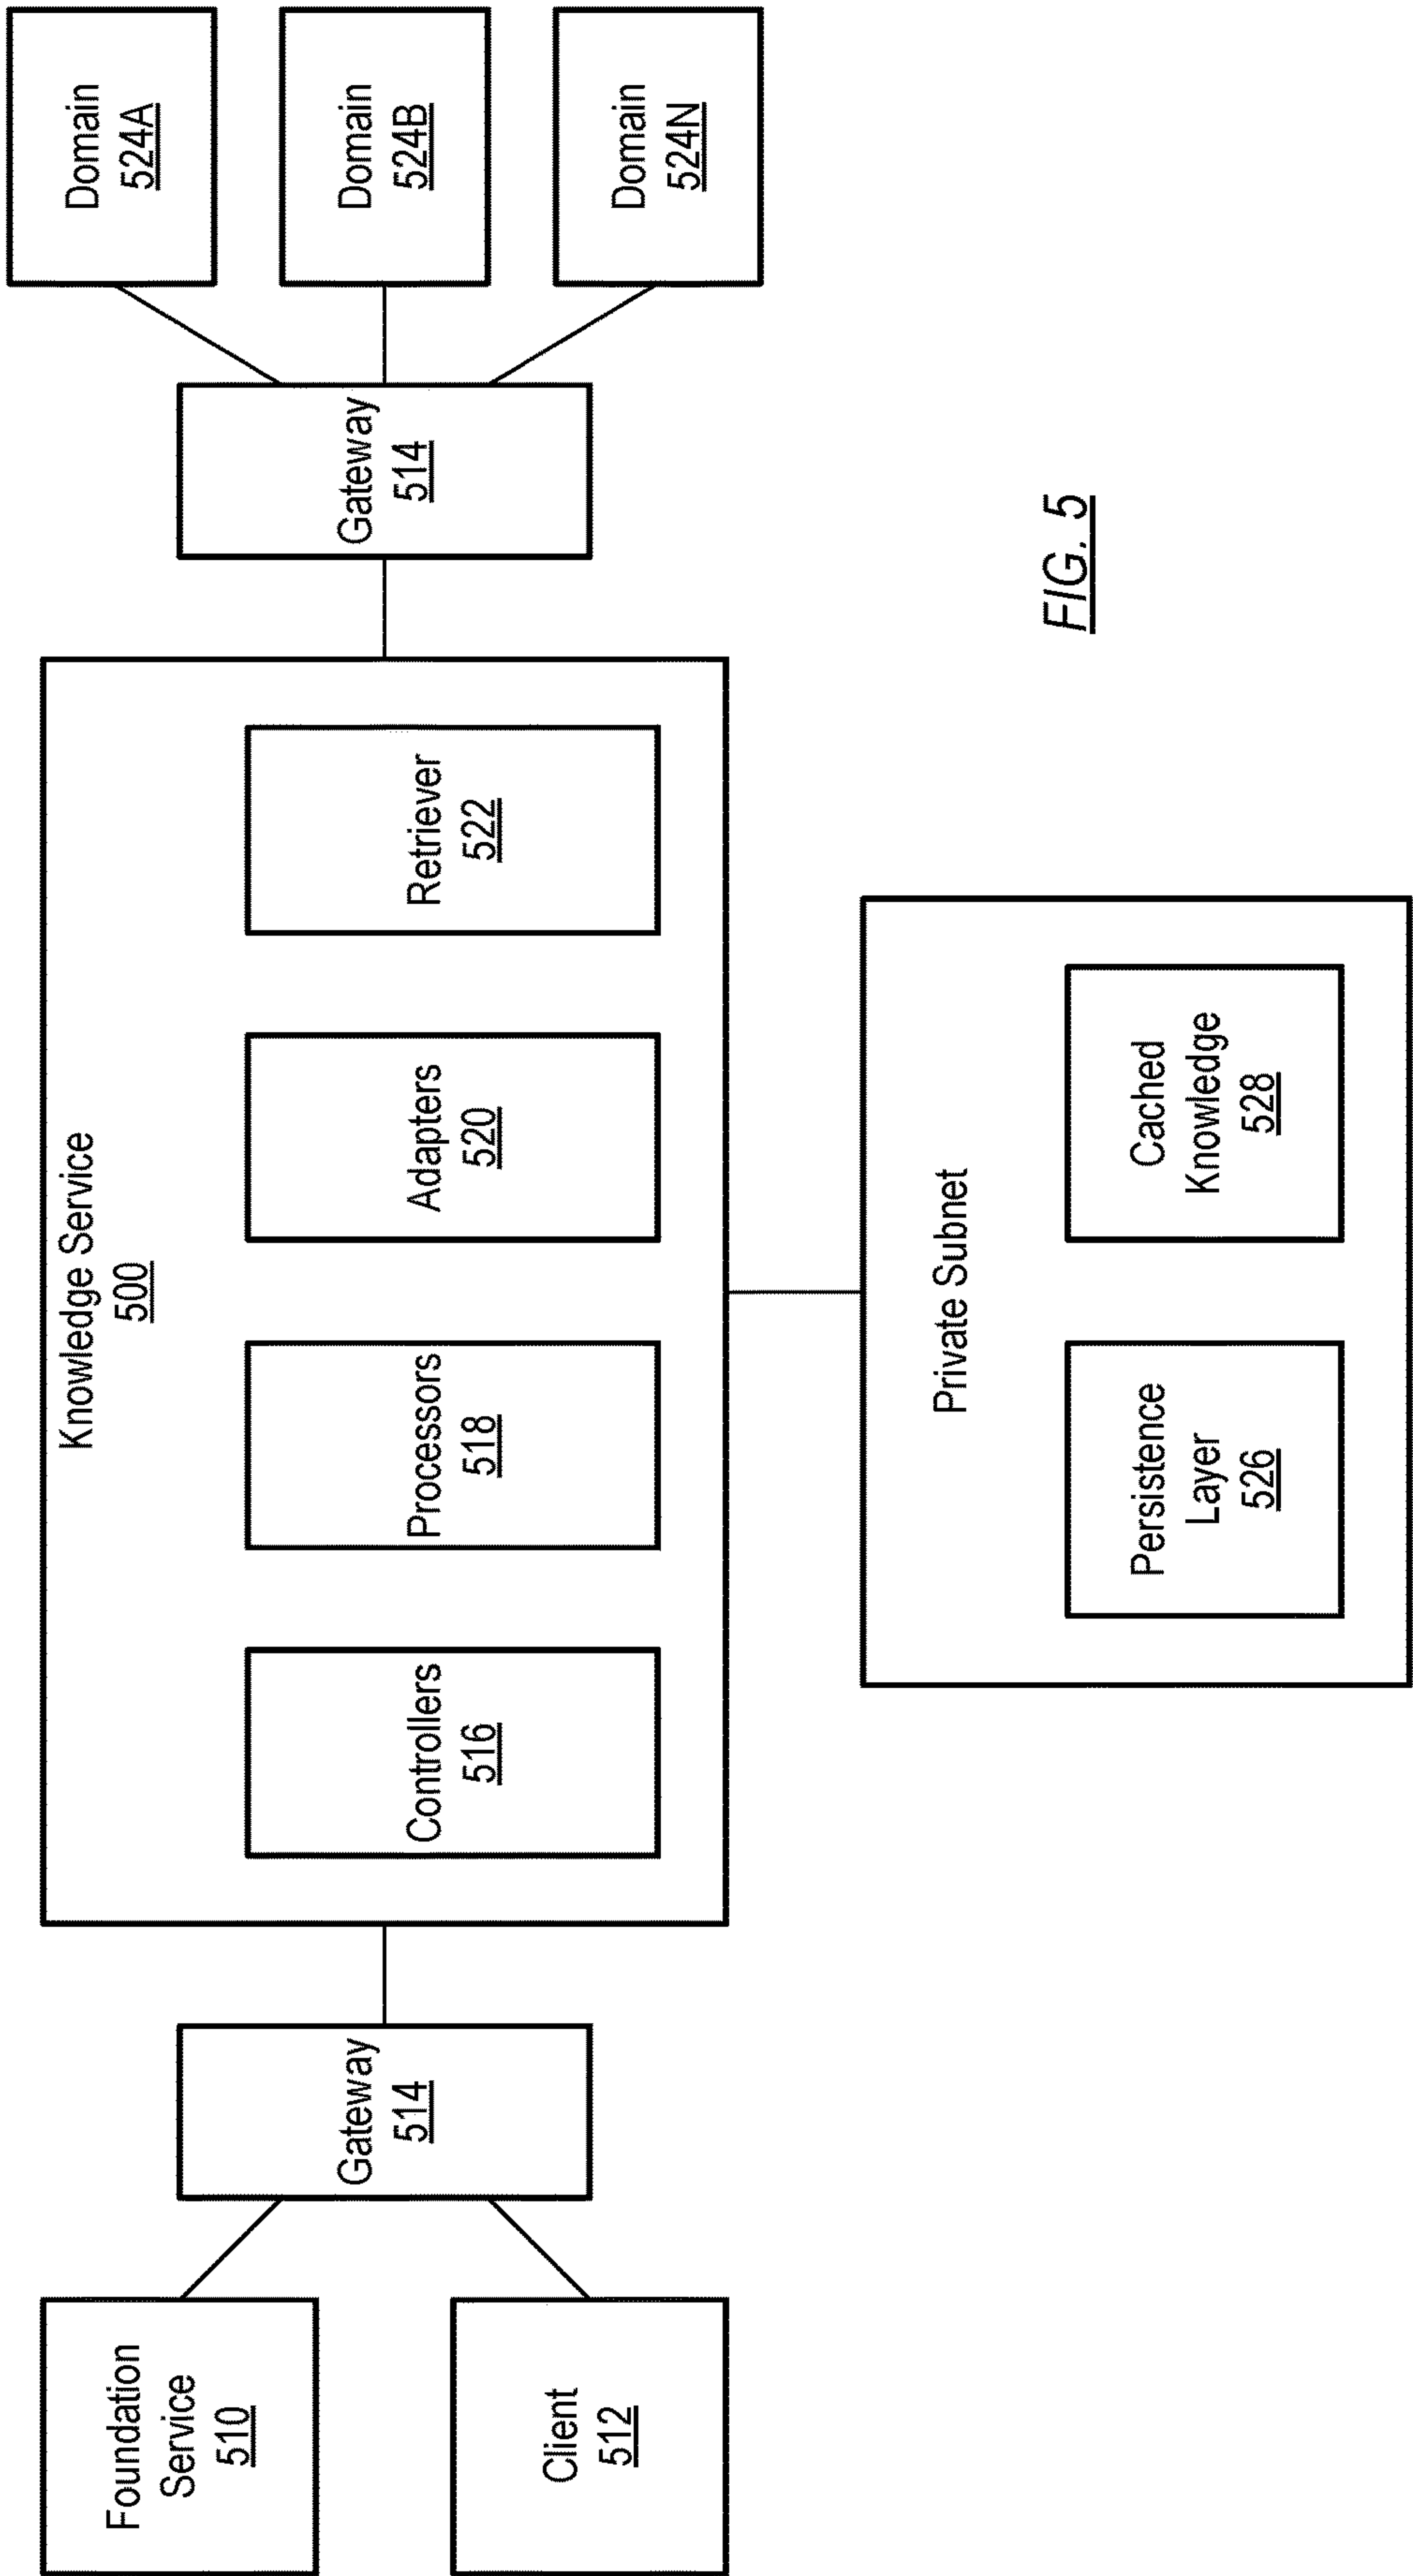 Knowledge Service
500
Foundation
Service
510
Client
512
Gateway
514
Controllers
516
Processors
518
Adapters
520
Retriever
522
Gateway
514
Domain
524A
Domain
524B
Domain
524N
Private Subnet
Persistence
Layer
526
Cached
Knowledge
528
FIG. 5